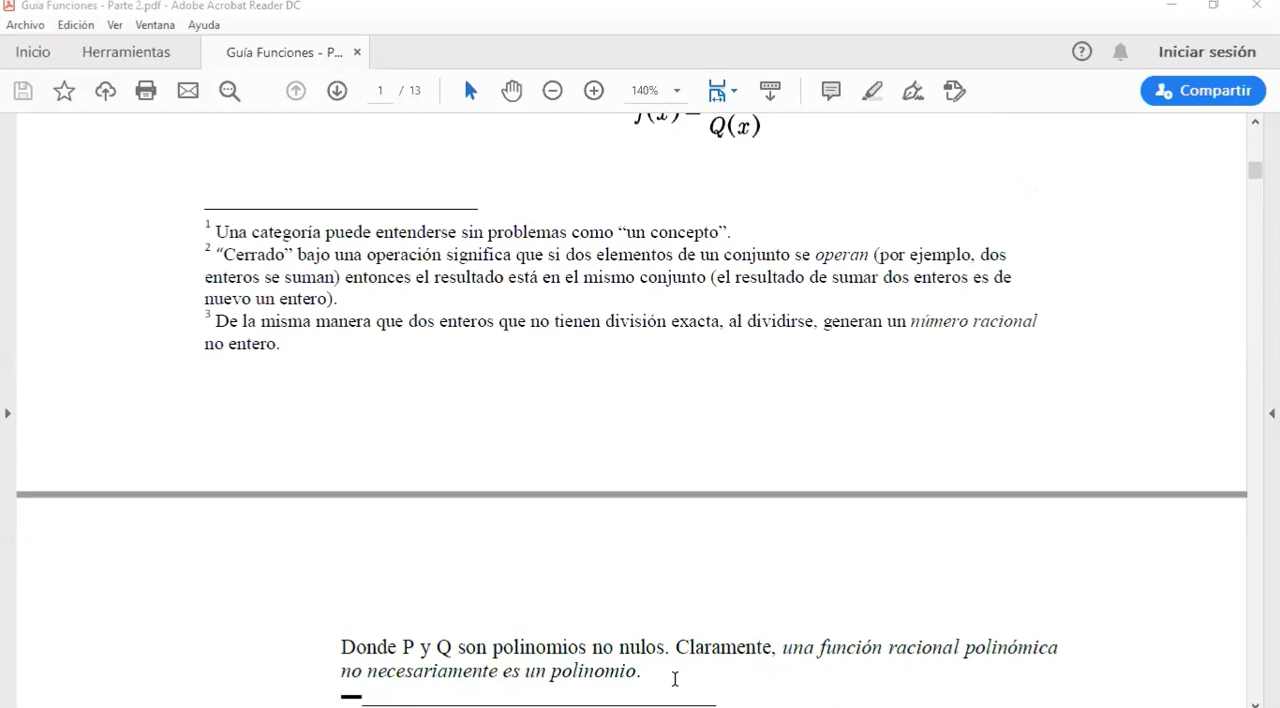 Guía Funciones - Parte 2.pdf - Adobe Acrobat Reader DC
Archivo Edición Ver Ventana Ayuda
Inicio Herramientas Guía Funciones - P... × Iniciar sesión
1 / 13 140% Compartir
f(x) =
Q(x)
1 Una categoría puede entenderse sin problemas como “un concepto”.
2 “Cerrado” bajo una operación significa que si dos elementos de un conjunto se operan (por ejemplo, dos
enteros se suman) entonces el resultado está en el mismo conjunto (el resultado de sumar dos enteros es de
nuevo un entero).
3 De la misma manera que dos enteros que no tienen división exacta, al dividirse, generan un número racional
no entero.
Donde P y Q son polinomios no nulos. Claramente, una función racional polinómica
no necesariamente es un polinomio.